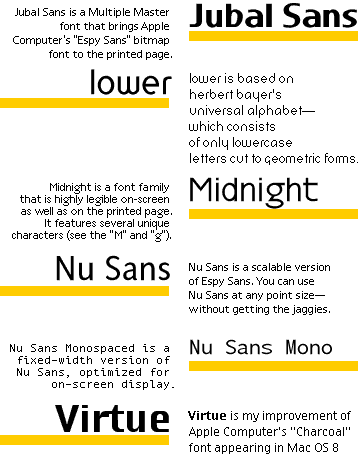 Jubal Sans is a Multiple Master
font that brings Apple
Computer's "Espy Sans" bitmap
font to the printed page.
Jubal Sans
lower
lower is based on
herbert bayer's
universal alphabet—
which consists
of only lowercase
letters cut to geometric forms.
Midnight is a font family
that is highly legible on-screen
as well as on the printed page.
It features several unique
characters (see the "M" and "g").
Midnight
Nu Sans
Nu Sans is a scalable version
of Espy Sans. You can use
Nu Sans at any point size—
without getting the jaggies.
Nu Sans Monospaced is a
fixed-width version of
Nu Sans, optimized for
on-screen display.
Nu Sans Mono
Virtue
Virtue is my improvement of
Apple Computer's "Charcoal"
font appearing in Mac OS 8